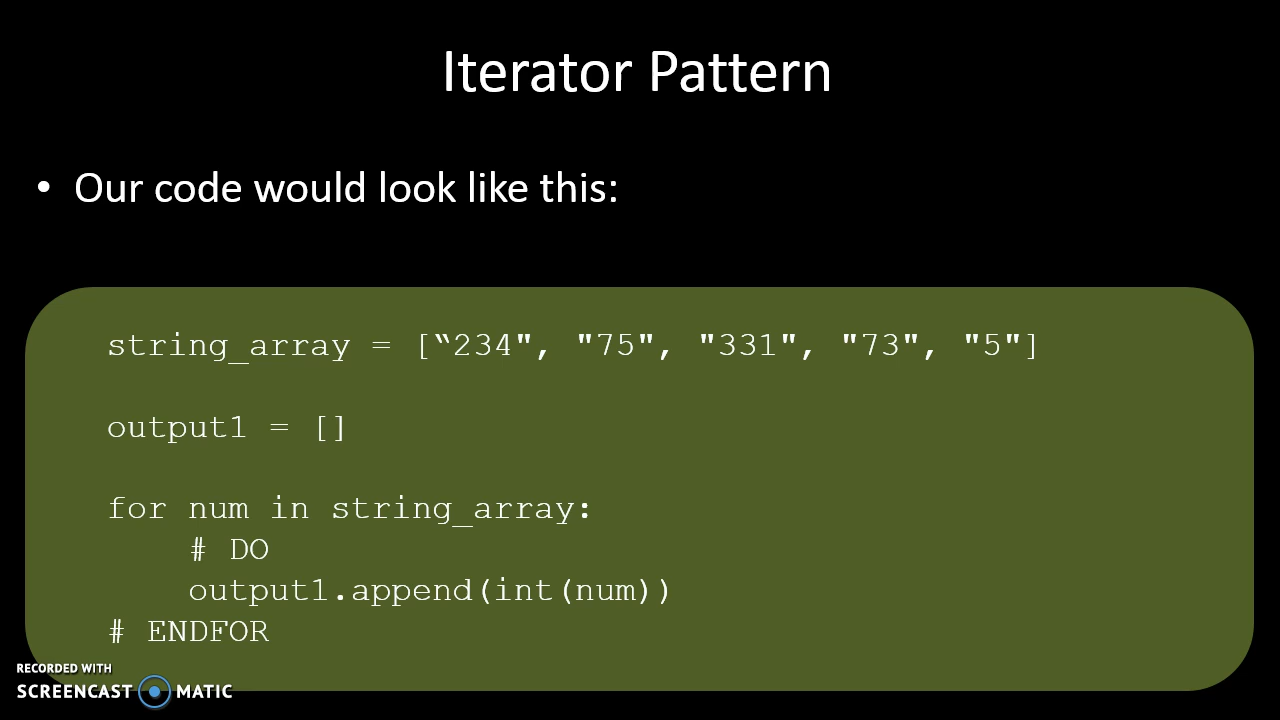 Iterator Pattern
• Our code would look like this:
string_array = [“234", "75", "331", "73", "5"]
output1 = []
for num in string_array:
    # DO
    output1.append(int(num))
# ENDFOR
RECORDED WITH
SCREENCAST MATIC